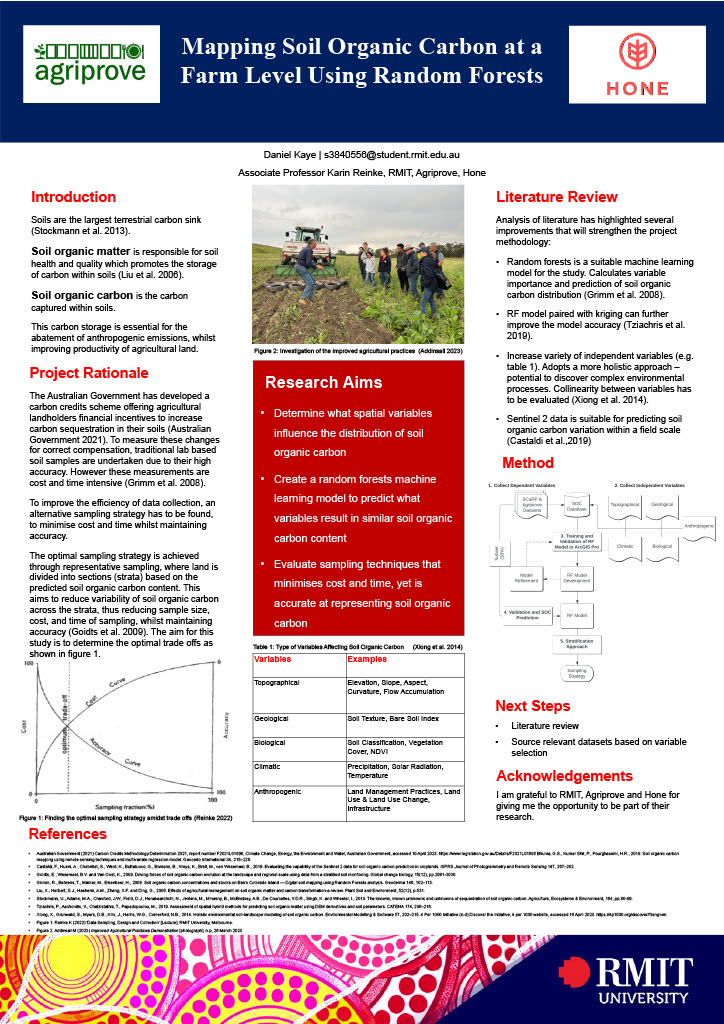 agriprove
Mapping Soil Organic Carbon at a
Farm Level Using Random Forests
HONE
Daniel Kaye | s3840556@student.rmit.edu.au
Associate Professor Karin Reinke, RMIT, Agriprove, Hone
Introduction
Soils are the largest terrestrial carbon sink
(Stockmann et al. 2013).
Soil organic matter is responsible for soil
health and quality which promotes the storage
of carbon within soils (Liu et al. 2006).
Soil organic carbon is the carbon
captured within soils.
This carbon storage is essential for the
abatement of anthropogenic emissions, whilst
improving productivity of agricultural land.
Project Rationale
The Australian Government has developed a
carbon credits scheme offering agricultural
landholders financial incentives to increase
carbon sequestration in their soils (Australian
Government 2021). To measure these changes
for correct compensation, traditional lab based
soil samples are undertaken due to their high
accuracy. However these measurements are
cost and time intensive (Grimm et al. 2008).
To improve the efficiency of data collection, an
alternative sampling strategy has to be found,
to minimise cost and time whilst maintaining
accuracy.
The optimal sampling strategy is achieved
through representative sampling, where land is
divided into sections (strata) based on the
predicted soil organic carbon content. This
aims to reduce variability of soil organic carbon
across the strata, thus reducing sample size,
cost, and time of sampling, whilst maintaining
accuracy (Goidts et al. 2009). The aim for this
study is to determine the optimal trade offs as
shown in figure 1.
100
0
Cost
optimum trade-off
Cost Curve
Accuracy Curve
Accuracy
0
100
0
100
Sampling fraction(%)
Figure 1: Finding the optimal sampling strategy amidst trade offs (Reinke 2022)
Figure 2: Investigation of the improved agricultural practices (Addinsall 2023)
Research Aims
• Determine what spatial variables
influence the distribution of soil
organic carbon
• Create a random forests machine
learning model to predict what
variables result in similar soil organic
carbon content
• Evaluate sampling techniques that
minimises cost and time, yet is
accurate at representing soil organic
carbon
Table 1: Type of Variables Affecting Soil Organic Carbon (Xiong et al. 2014)
Variables Examples
Topographical Elevation, Slope, Aspect,
Curvature, Flow Accumulation
Geological Soil Texture, Bare Soil Index
Biological Soil Classification, Vegetation
Cover, NDVI
Climatic Precipitation, Solar Radiation,
Temperature
Anthropogenic Land Management Practices, Land
Use & Land Use Change,
Infrastructure
Literature Review
Analysis of literature has highlighted several
improvements that will strengthen the project
methodology:
• Random forests is a suitable machine learning
model for the study. Calculates variable
importance and prediction of soil organic
carbon distribution (Grimm et al. 2008).
• RF model paired with kriging can further
improve the model accuracy (Tziachris et al.
2019).
• Increase variety of independent variables (e.g.
table 1). Adopts a more holistic approach –
potential to discover complex environmental
processes. Collinearity between variables has
to be evaluated (Xiong et al. 2014).
• Sentinel 2 data is suitable for predicting soil
organic carbon variation within a field scale
(Castaldi et al.,2019)
Method
1. Collect Dependent Variables
2. Collect Independent Variables
SCaRP &
Agriprove
Datasets
SOC
Database
Topographical
Geological
Anthropogenic
Climatic
Biological
Subset
(30%)
3. Training and
Validation of RF
Model in ArcGIS Pro
Model
Refinement
RF Model
Development
4. Validation and SOC
Prediction
RF Model
5. Stratification
Approach
Sampling
Strategy
Next Steps
• Literature review
• Source relevant datasets based on variable
selection
Acknowledgements
I am grateful to RMIT, Agriprove and Hone for
giving me the opportunity to be part of their
research.
References
RMIT
UNIVERSITY